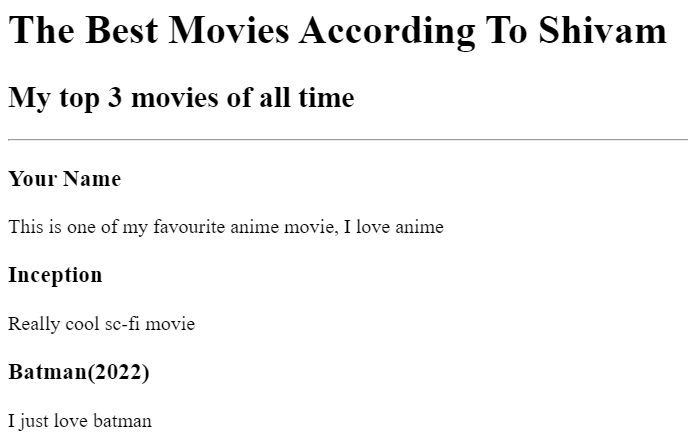 The Best Movies According To Shivam
My top 3 movies of all time
Your Name
This is one of my favourite anime movie, I love anime
Inception
Really cool sc-fi movie
Batman(2022)
I just love batman